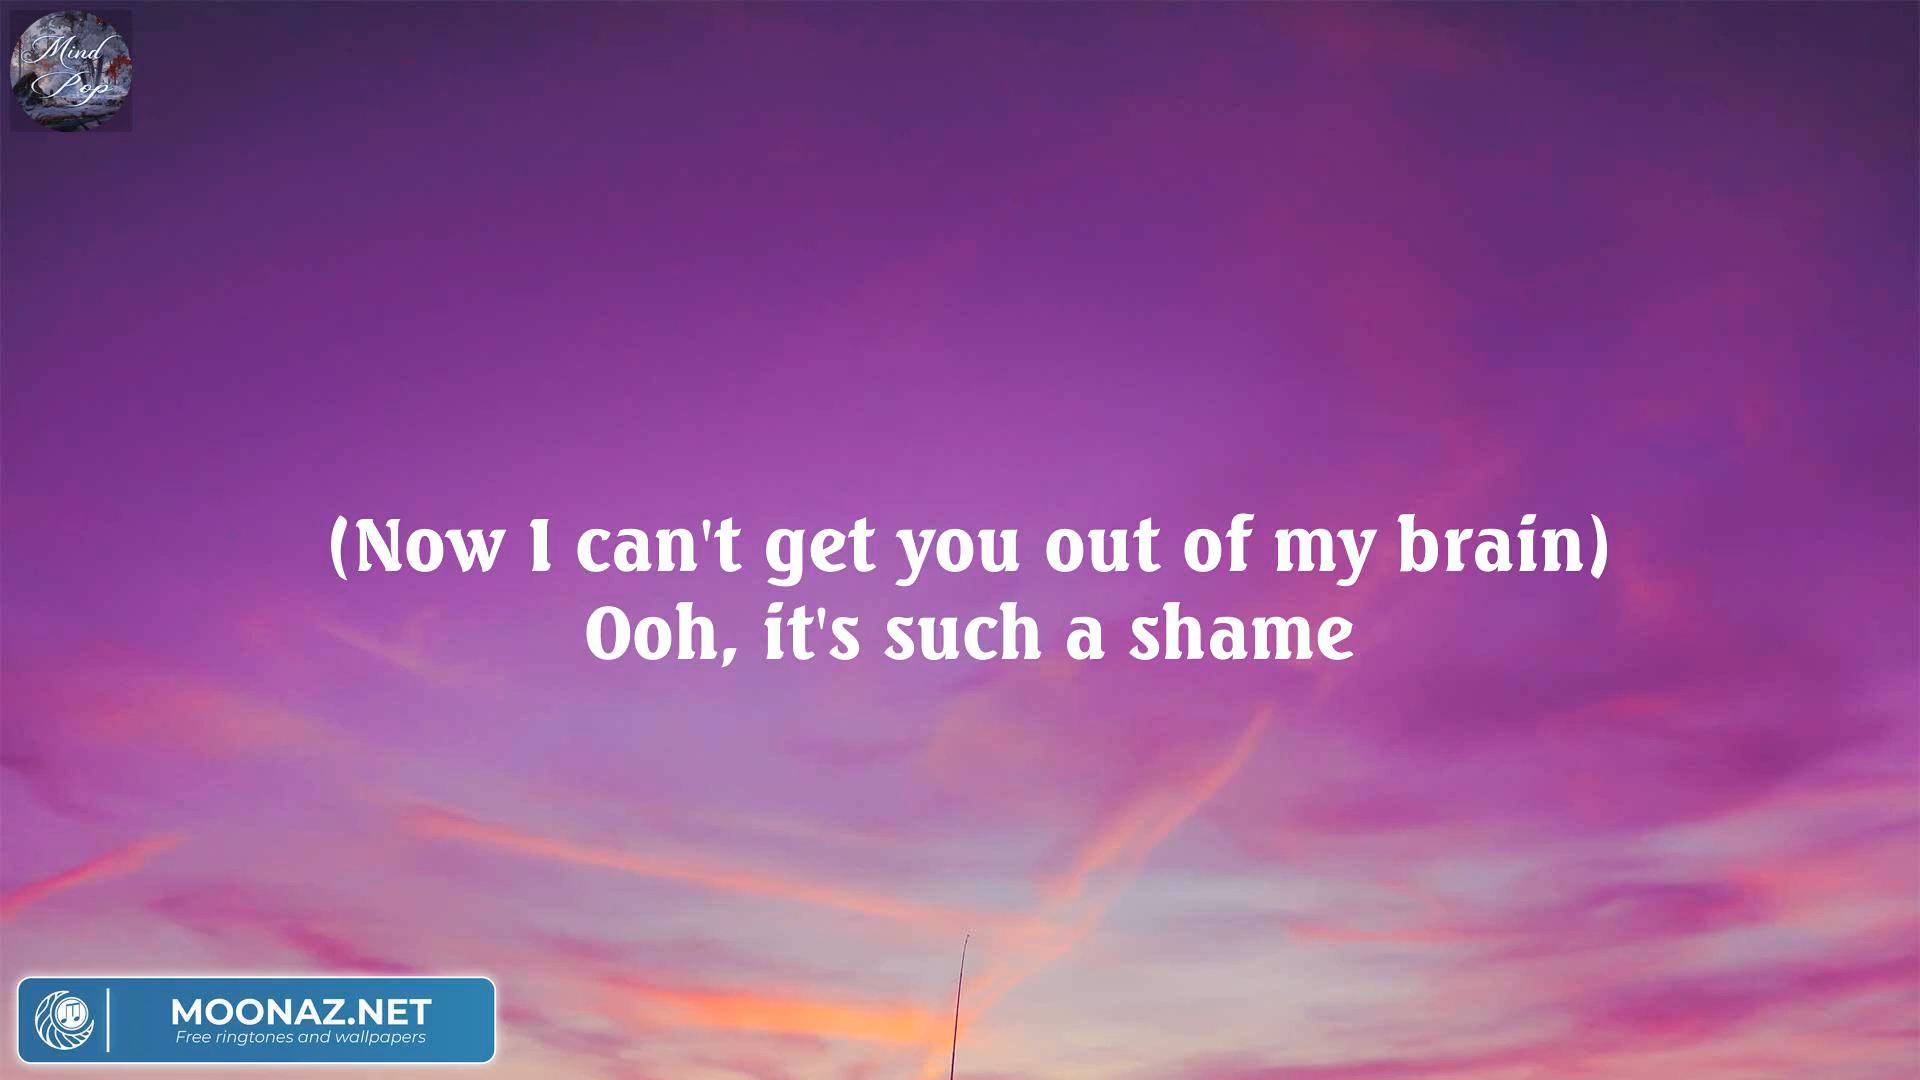 Mind
Pop
(Now I can't get you out of my brain)
Ooh, it's such a shame
MOONAZ.NET
Free ringtones and wallpapers